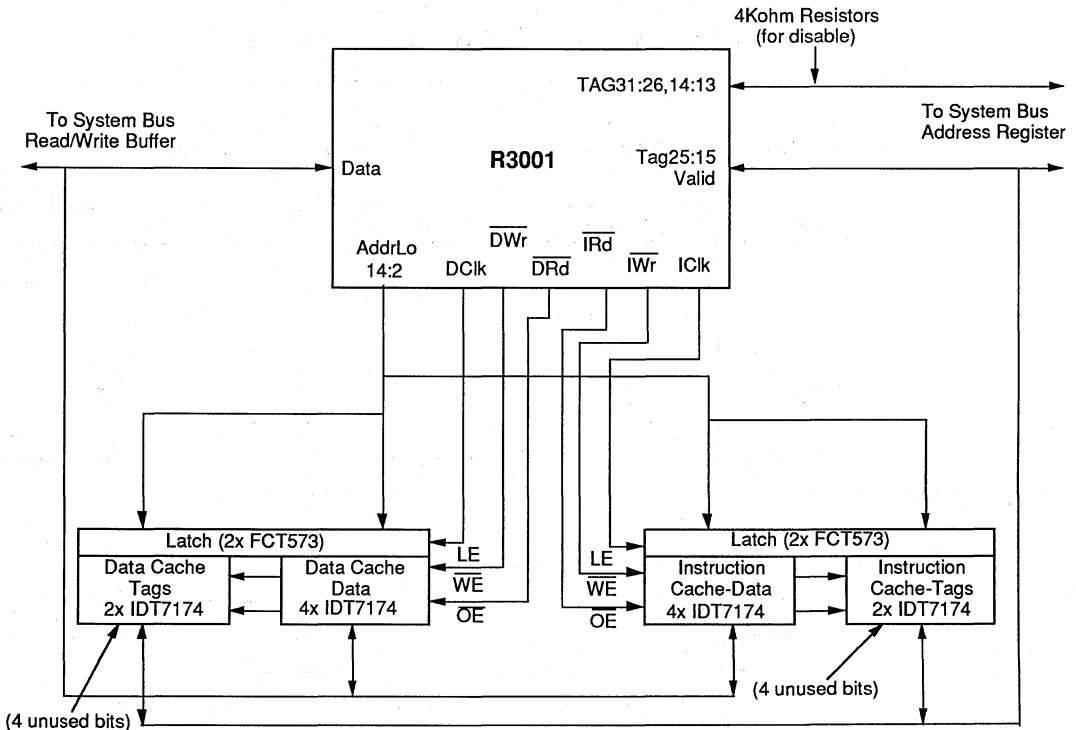 4Kohm Resistors
(for disable)
TAG31:26,14:13
To System Bus
Read/Write Buffer
To System Bus
Address Register
Data
R3001
Tag25:15
Valid
AddrLo
14:2
DClk
DWr
DRd
IRd
IWr
IClk
Latch (2x FCT573)
LE
WE
OE
Data Cache
Tags
2x IDT7174
Data Cache
Data
4x IDT7174
LE
WE
OE
Latch (2x FCT573)
Instruction
Cache-Data
4x IDT7174
Instruction
Cache-Tags
2x IDT7174
(4 unused bits)
(4 unused bits)